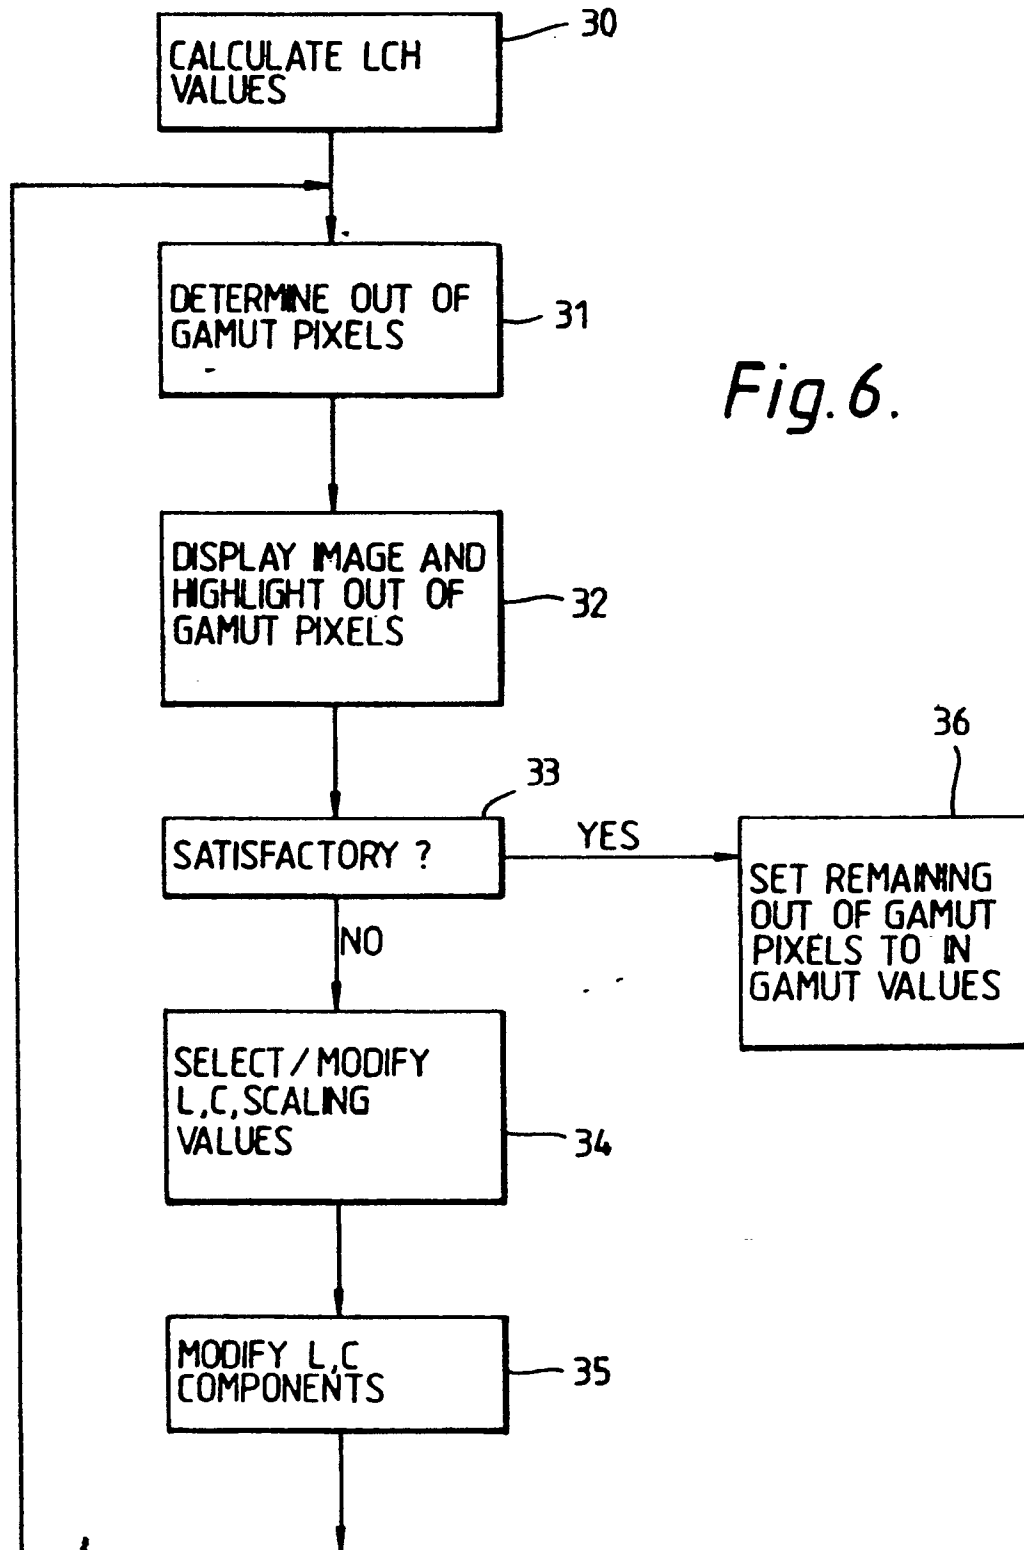 30
CALCULATE LCH
VALUES
DETERMINE OUT OF
GAMUT PIXELS
31
Fig.6.
DISPLAY IMAGE AND
HIGHLIGHT OUT OF
GAMUT PIXELS
32
33
36
SATISFACTORY ?
YES
NO
SET REMAINING
OUT OF GAMUT
PIXELS TO IN
GAMUT VALUES
SELECT/MODIFY
L,C,SCALING
VALUES
34
MODIFY L,C
COMPONENTS
35